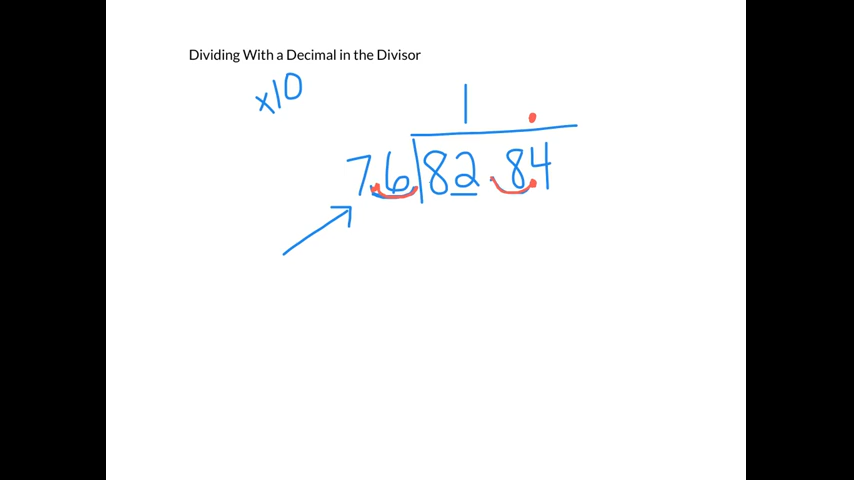 Dividing With a Decimal in the Divisor
x10
1 .
7.6 82.84